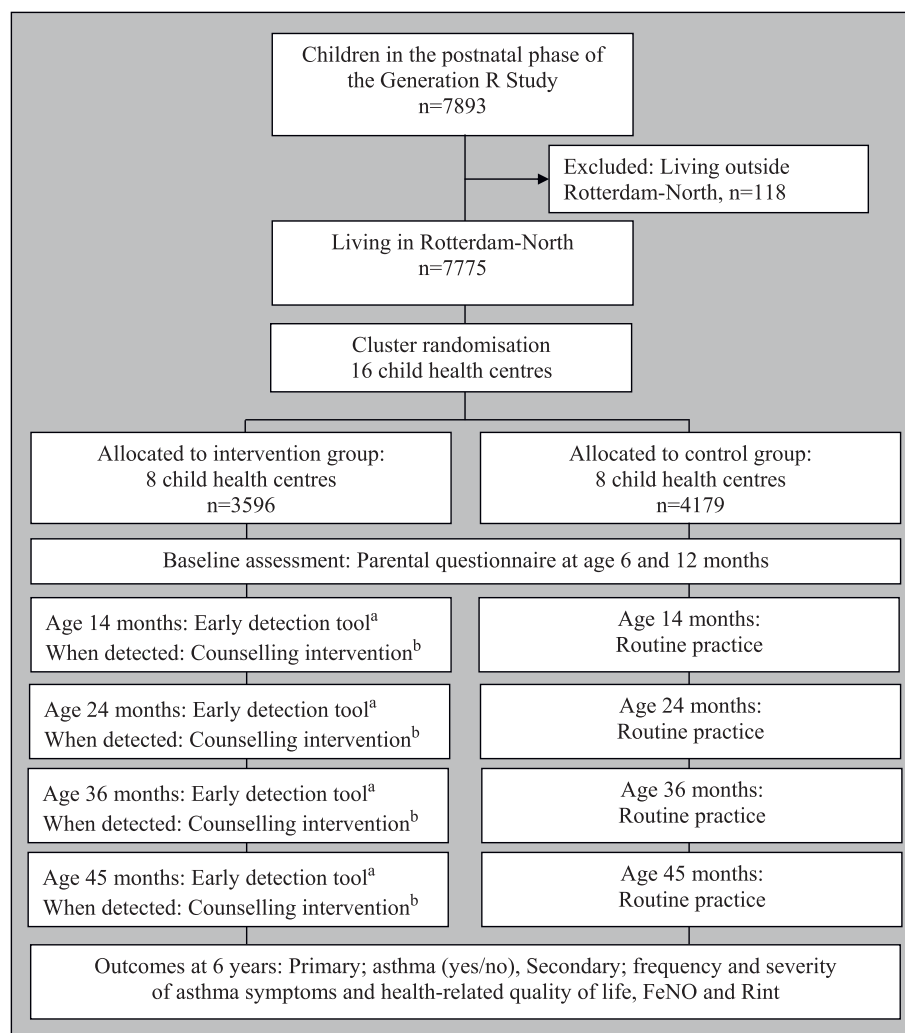 Children in the postnatal phase of
the Generation R Study
n=7893
Excluded: Living outside
Rotterdam-North, n=118
Living in Rotterdam-North
n=7775
Cluster randomisation
16 child health centres
Allocated to intervention group:
8 child health centres
n=3596
Allocated to control group:
8 child health centres
n=4179
Baseline assessment: Parental questionnaire at age 6 and 12 months
Age 14 months: Early detection toolᵃ
When detected: Counselling interventionᵇ
Age 14 months:
Routine practice
Age 24 months: Early detection toolᵃ
When detected: Counselling interventionᵇ
Age 24 months:
Routine practice
Age 36 months: Early detection toolᵃ
When detected: Counselling interventionᵇ
Age 36 months:
Routine practice
Age 45 months: Early detection toolᵃ
When detected: Counselling interventionᵇ
Age 45 months:
Routine practice
Outcomes at 6 years: Primary; asthma (yes/no), Secondary; frequency and severity
of asthma symptoms and health-related quality of life, FeNO and Rint